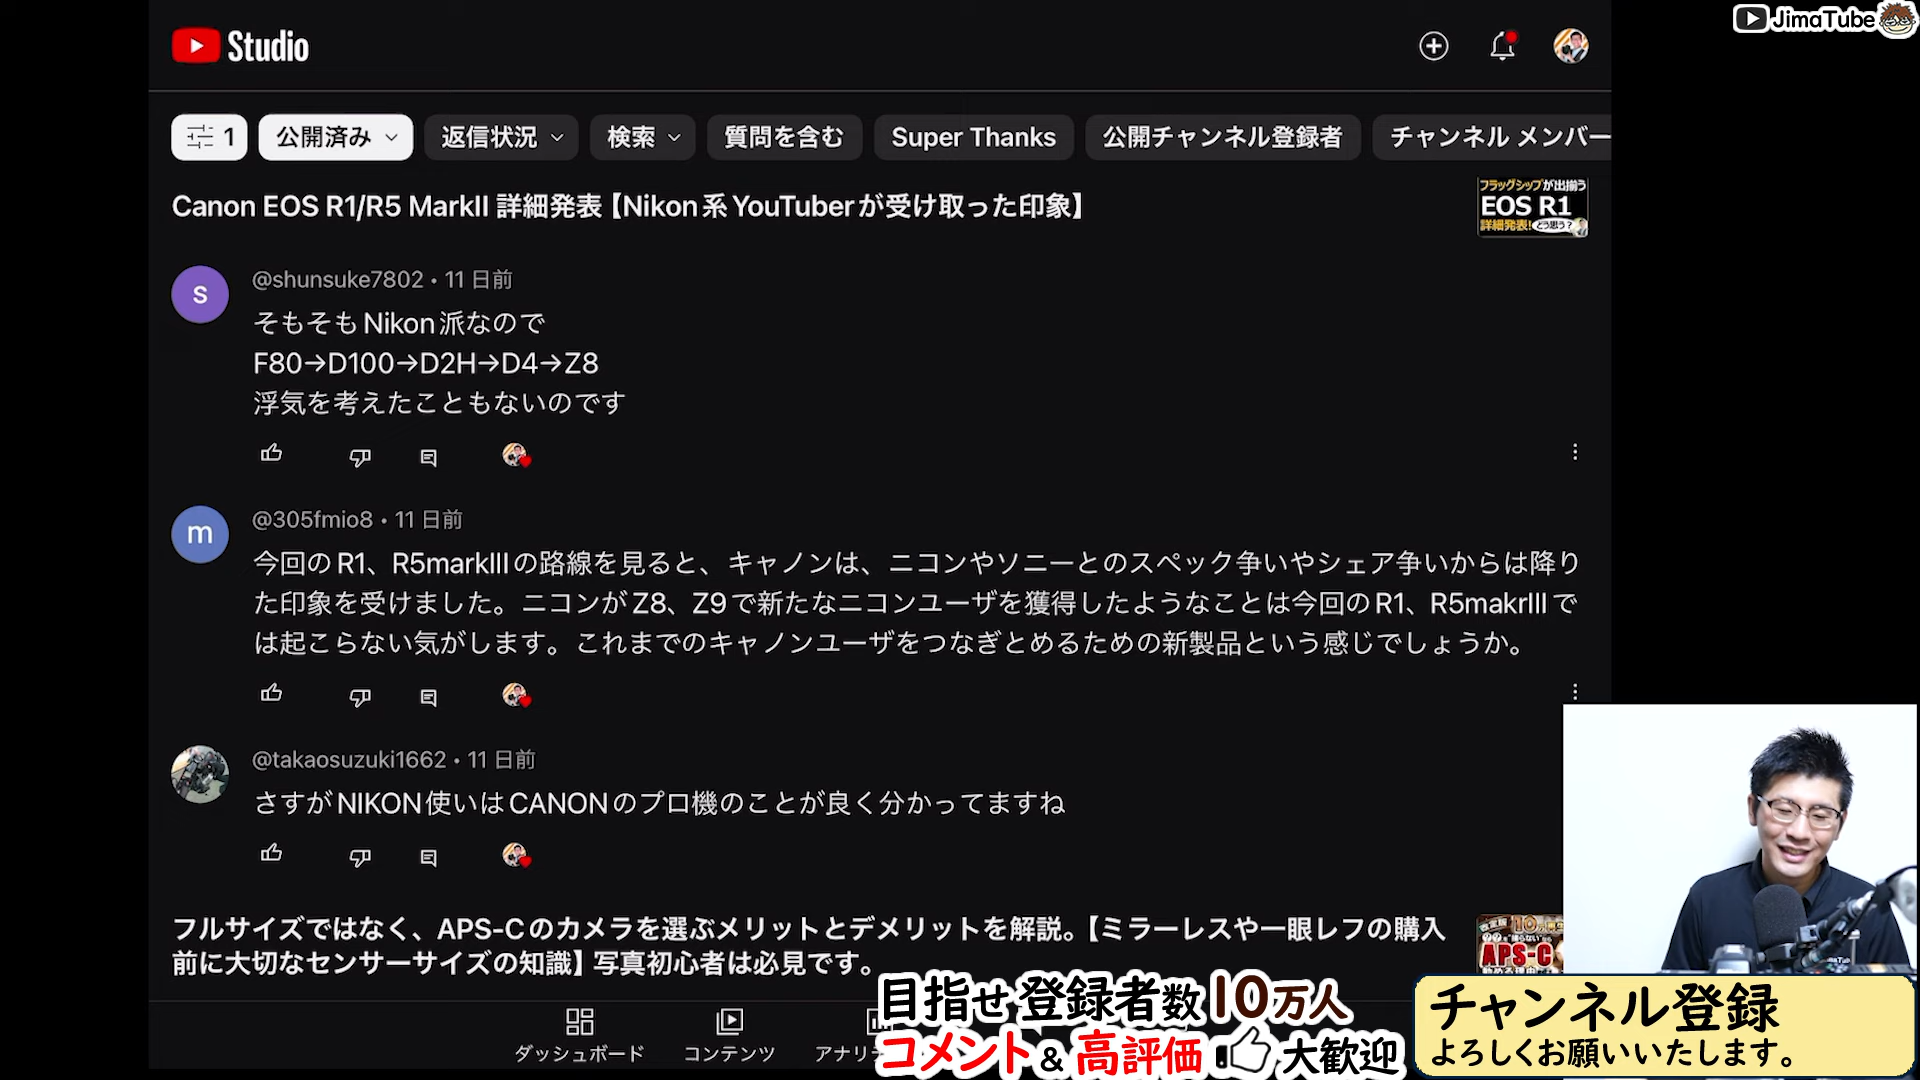 JimaTube
Studio
1
公開済み
返信状況
検索
質問を含む
Super Thanks
公開チャンネル登録者
チャンネル メンバー
Canon EOS R1/R5 MarkII 詳細発表【Nikon系YouTuberが受け取った印象】
フラッグシップが出揃う
EOS R1
詳細発表!どう思う?
s
@shunsuke7802・11 日前
そもそもNikon派なので
F80→D100→D2H→D4→Z8
浮気を考えたこともないのです
m
@305fmio8・11 日前
今回のR1、R5markIIIの路線を見ると、キャノンは、ニコンやソニーとのスペック争いやシェア争いからは降り
た印象を受けました。ニコンがZ8、Z9で新たなニコンユーザを獲得したようなことは今回のR1、R5makrIIIで
は起こらない気がします。これまでのキャノンユーザをつなぎとめるための新製品という感じでしょうか。
@takaosuzuki1662・11 日前
さすがNIKON使いはCANONのプロ機のことが良く分かってますね
フルサイズではなく、APS-Cのカメラを選ぶメリットとデメリットを解説。【ミラーレスや一眼レフの購入
前に大切なセンサーサイズの知識】写真初心者は必見です。
APS-C
ダッシュボード
コンテンツ
アナリ
目指せ 登録者数10万人
コメント&高評価 大歓迎
チャンネル登録
よろしくお願いいたします。